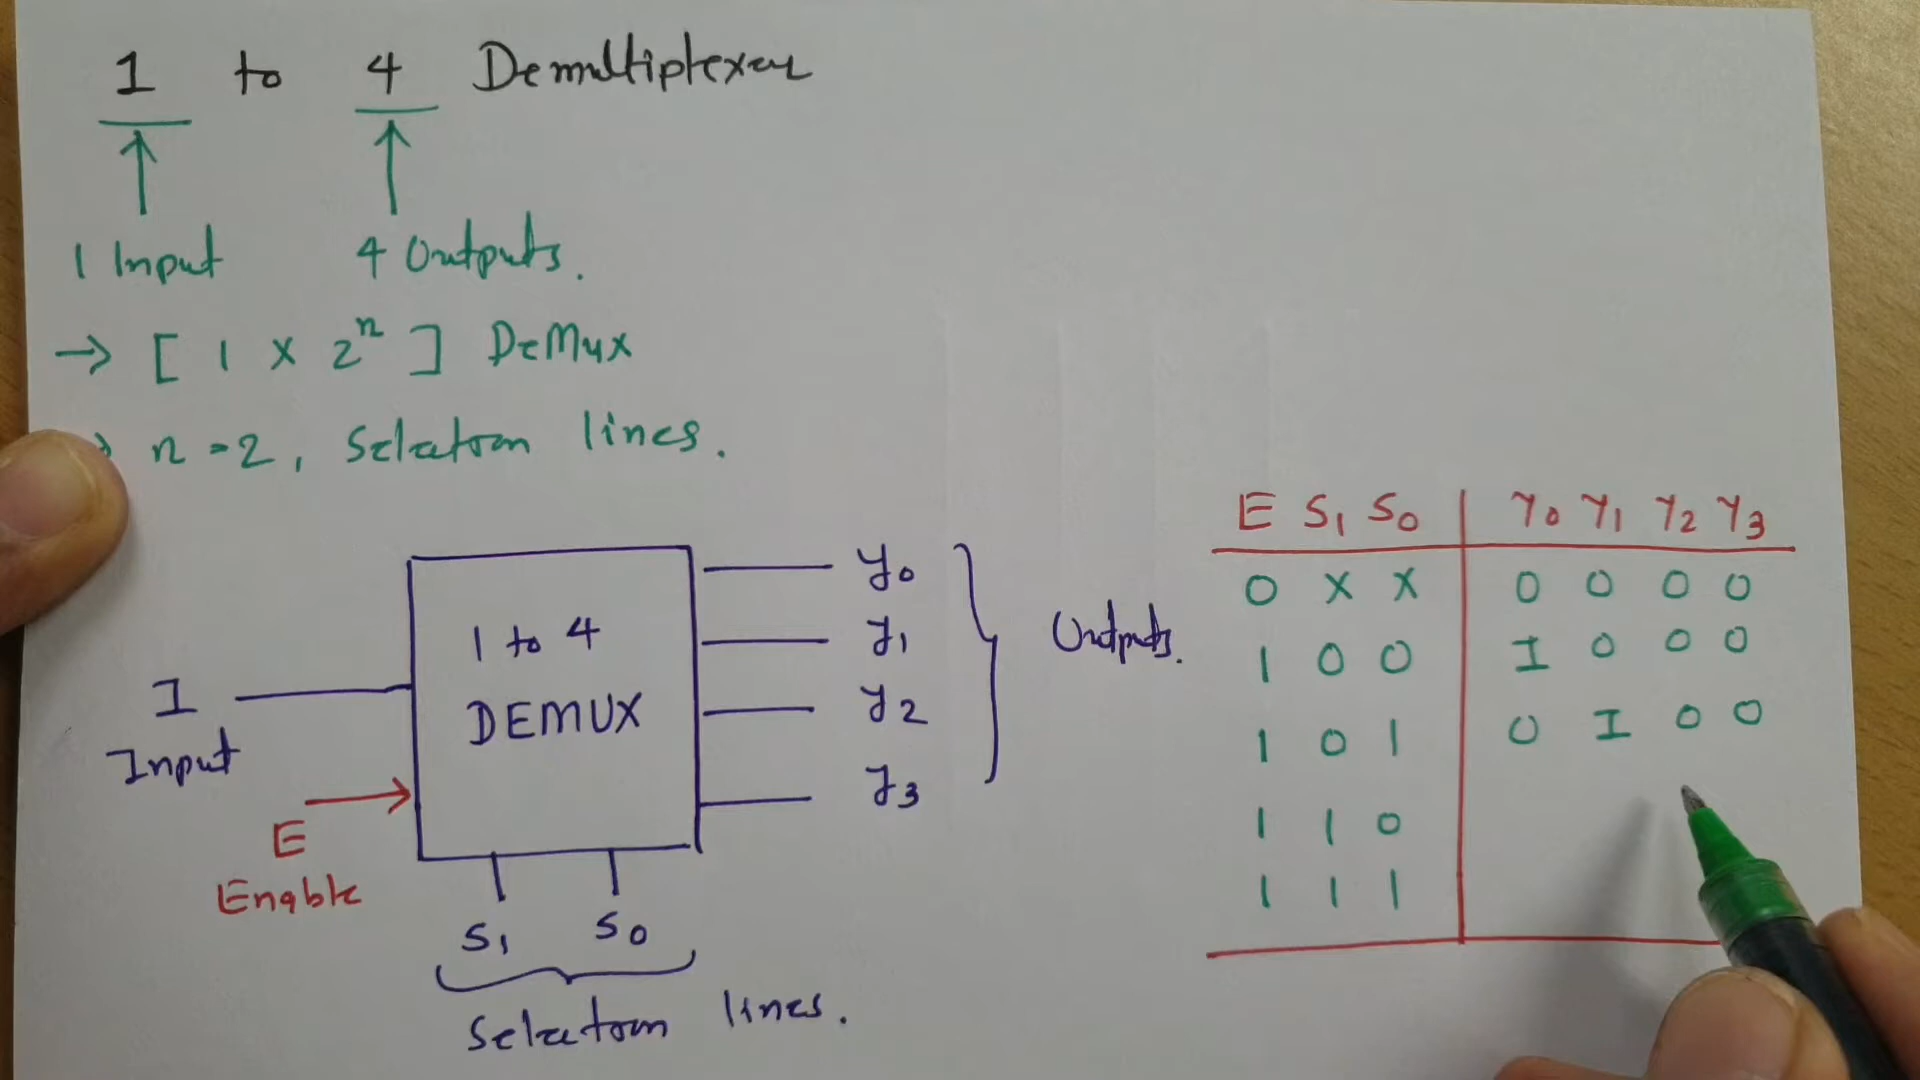 1 to 4 Demultiplexer
1 Input 4 Outputs.
→ [ 1 x 2ⁿ ] DeMux
n = 2, Selection lines.
E S₁ S₀ Y₀ Y₁ Y₂ Y₃
0 X X 0 0 0 0
1 0 0 I 0 0 0
1 0 1 0 I 0 0
1 1 0
1 1 1
1 to 4
DEMUX
I
Input
E
Enable
S₁ S₀
Selection lines.
y₀
y₁
y₂
y₃
Outputs.